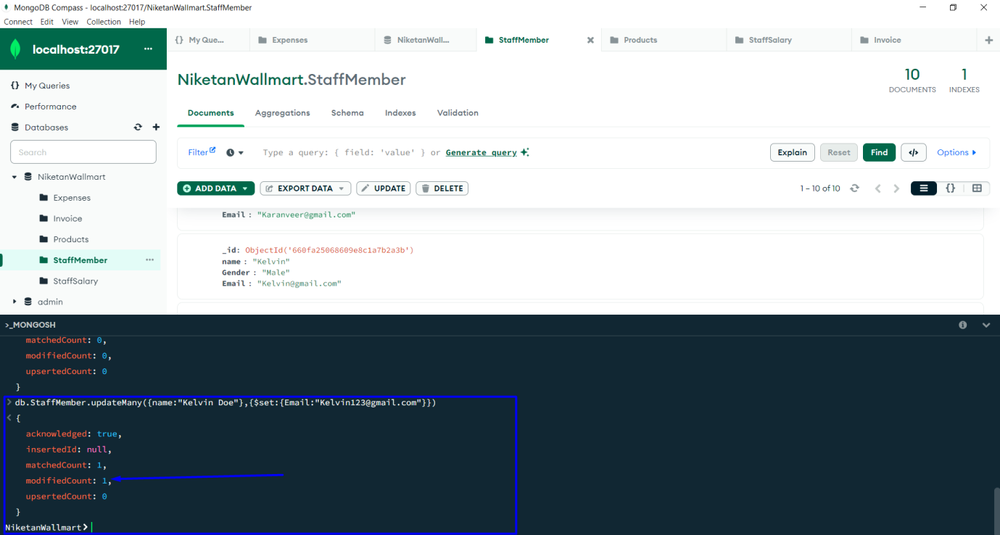 MongoDB Compass - localhost:27017/NiketanWallmart.StaffMember
Connect Edit View Collection Help
localhost:27017 ...
{} My Queries
Performance
Databases
Search
NiketanWallmart
Expenses
Invoice
Products
StaffMember ...
StaffSalary
admin
{} My Que... Expenses NiketanWall... StaffMember Products StaffSalary Invoice
NiketanWallmart.StaffMember
10 DOCUMENTS
1 INDEXES
Documents Aggregations Schema Indexes Validation
Filter Type a query: { field: 'value' } or Generate query Explain Reset Find </> Options
ADD DATA EXPORT DATA UPDATE DELETE 1 – 10 of 10 {}
Email : "Karanveer@gmail.com"
_id: ObjectId('660fa25068609e8c1a7b2a3b')
name : "Kelvin"
Gender : "Male"
Email : "Kelvin@gmail.com"
>_MONGOSH
matchedCount: 0,
modifiedCount: 0,
upsertedCount: 0
}
> db.StaffMember.updateMany({name:"Kelvin Doe"},{$set:{Email:"Kelvin123@gmail.com"}})
< {
acknowledged: true,
insertedId: null,
matchedCount: 1,
modifiedCount: 1,
upsertedCount: 0
}
NiketanWallmart>